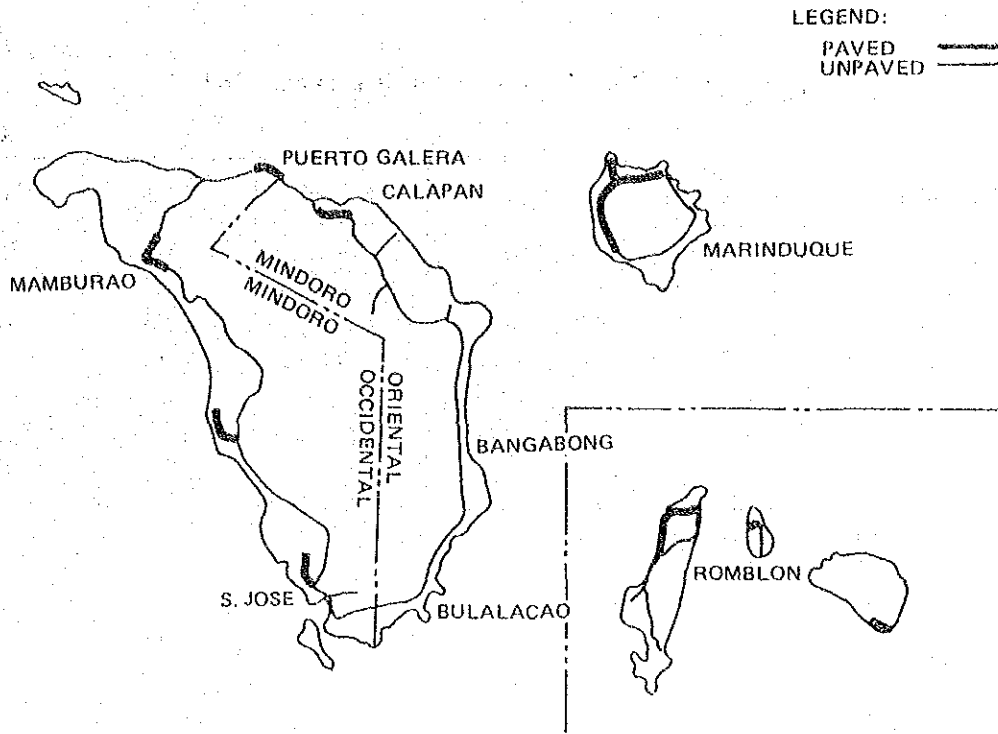 LEGEND:
PAVED
UNPAVED
PUERTO GALERA
CALAPAN
MARINDUQUE
MAMBURAO
MINDORO
MINDORO
ORIENTAL
OCCIDENTAL
BANGABONG
ROMBLON
S. JOSE
BULALACAO